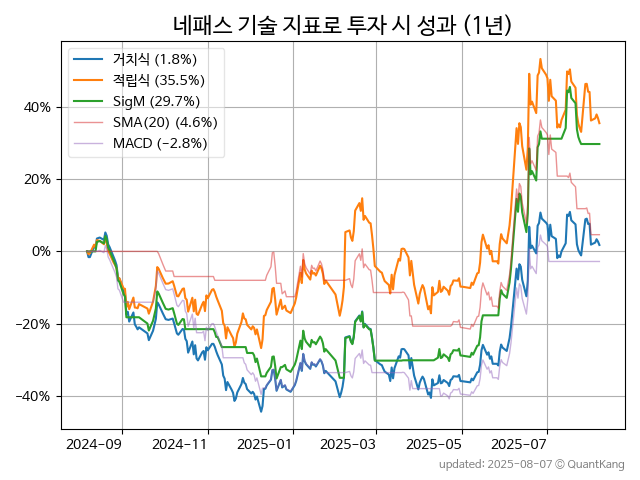 네패스 기술 지표로 투자 시 성과 (1년)
거치식 (1.8%)
적립식 (35.5%)
SigM (29.7%)
SMA(20) (4.6%)
MACD (−2.8%)
40%
20%
0%
−20%
−40%
2024-09 2024-11 2025-01 2025-03 2025-05 2025-07
updated: 2025-08-07 © QuantKang